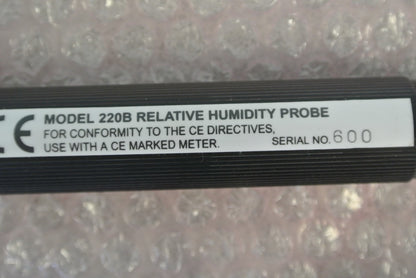 CE MODEL 220B RELATIVE HUMIDITY PROBE
FOR CONFORMITY TO THE CE DIRECTIVES,
USE WITH A CE MARKED METER. SERIAL NO. 600